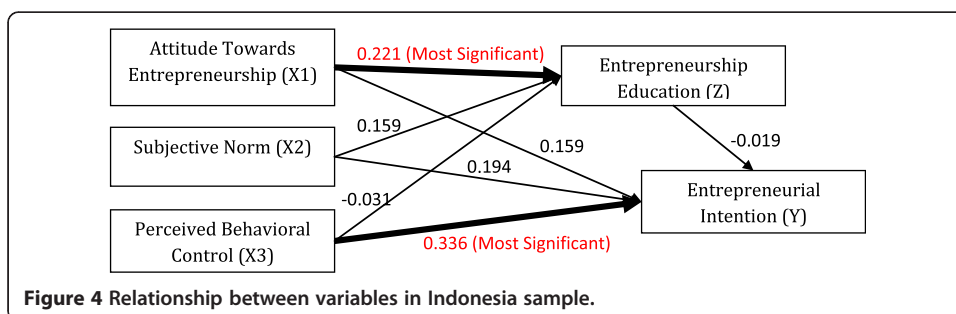 Attitude Towards
Entrepreneurship (X1)
0.221 (Most Significant)
Entrepreneurship
Education (Z)
0.159
Subjective Norm (X2)
0.159
0.194
-0.019
-0.031
Entrepreneurial
Intention (Y)
Perceived Behavioral
Control (X3)
0.336 (Most Significant)
Figure 4 Relationship between variables in Indonesia sample.